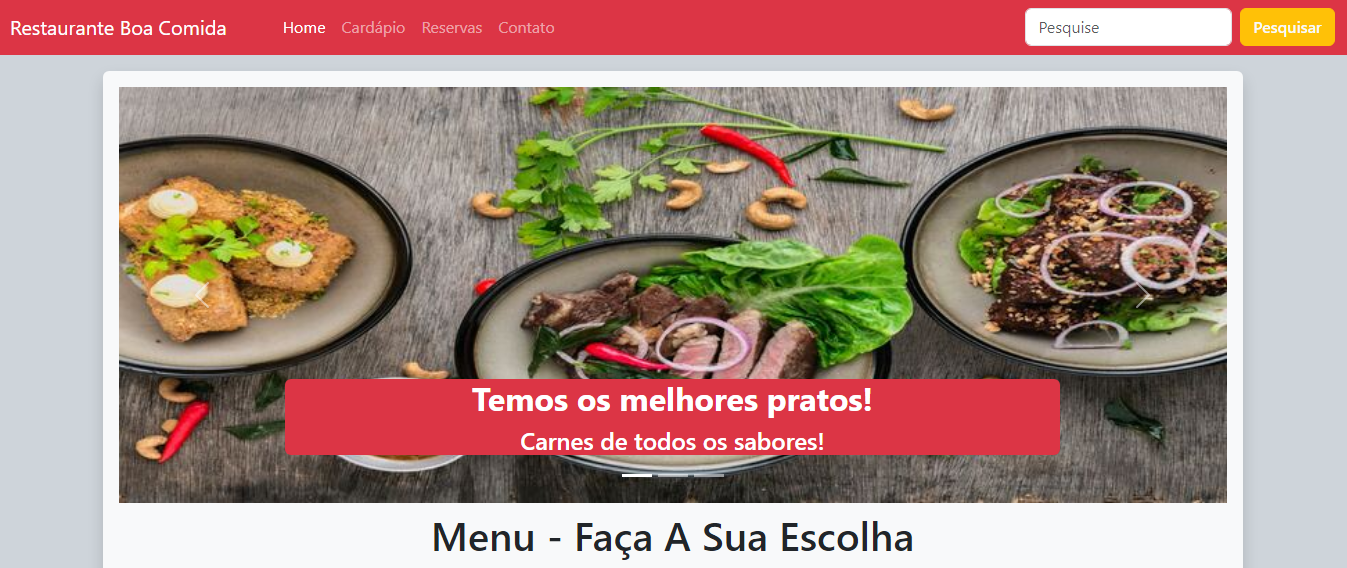 Restaurante Boa Comida Home Cardápio Reservas Contato Pesquise Pesquisar
Temos os melhores pratos!
Carnes de todos os sabores!
Menu - Faça A Sua Escolha